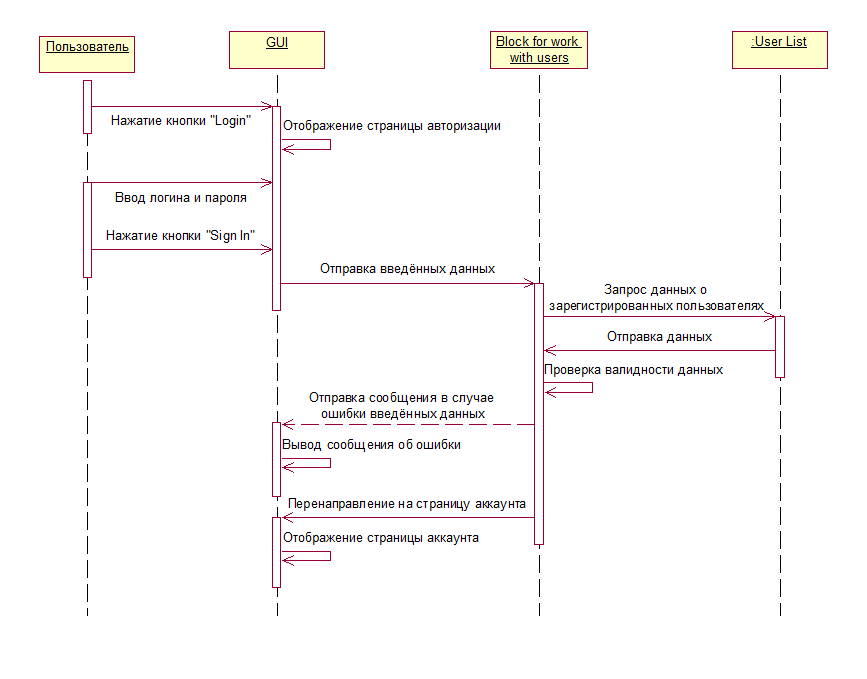 Пользователь
GUI
Block for work
with users
:User List
Нажатие кнопки "Login"
Отображение страницы авторизации
Ввод логина и пароля
Нажатие кнопки "Sign In"
Отправка введённых данных
Запрос данных о
зарегистрированных пользователях
Отправка данных
Проверка валидности данных
Отправка сообщения в случае
ошибки введённых данных
Вывод сообщения об ошибки
Перенаправление на страницу аккаунта
Отображение страницы аккаунта